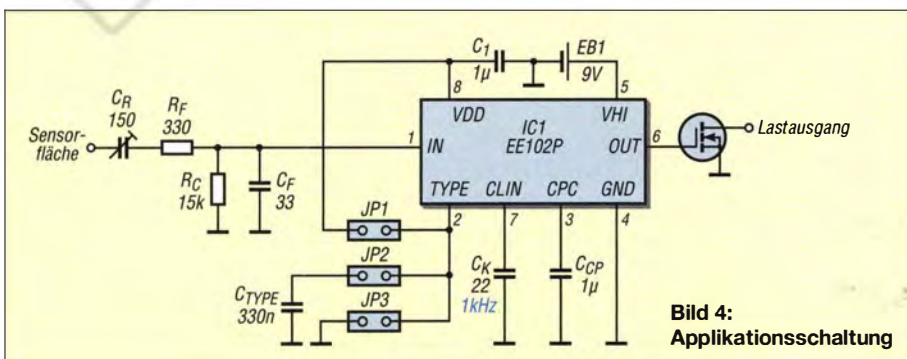 C1
1µ
EB1
9V
8
5
CR
150
RF
330
VDD
IC1
EE102P
VHI
Sensor-
fläche
1
IN
OUT
6
Lastausgang
RC
15k
CF
33
TYPE
CLIN
CPC
GND
2
7
3
4
JP1
JP2
JP3
CTYPE
330n
CK
22
1kHz
CCP
1µ
Bild 4:
Applikationsschaltung